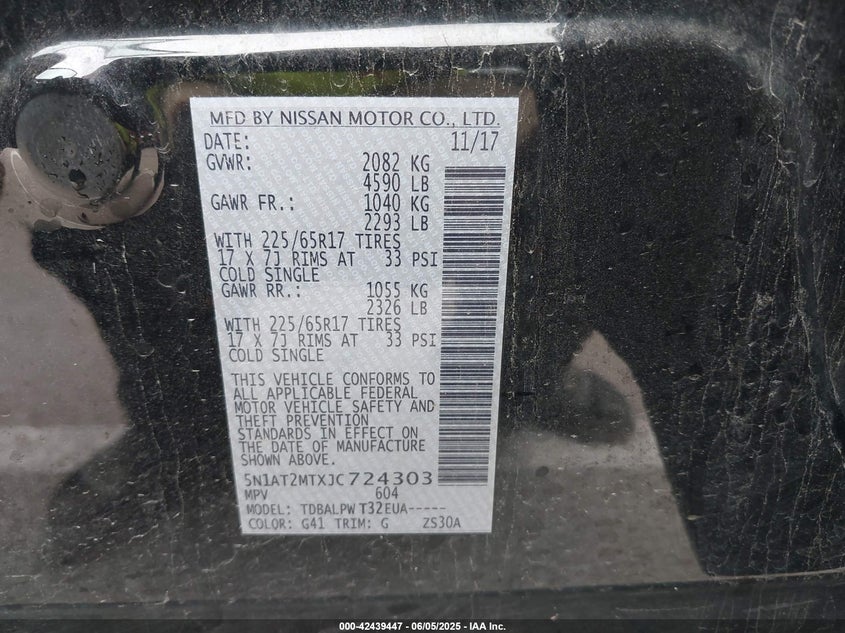 MFD BY NISSAN MOTOR CO., LTD.
DATE: 11/17
GVWR: 2082 KG
4590 LB
GAWR FR.: 1040 KG
2293 LB
WITH 225/65R17 TIRES
17 X 7J RIMS AT 33 PSI
COLD SINGLE
GAWR RR.: 1055 KG
2326 LB
WITH 225/65R17 TIRES
17 X 7J RIMS AT 33 PSI
COLD SINGLE
THIS VEHICLE CONFORMS TO
ALL APPLICABLE FEDERAL
MOTOR VEHICLE SAFETY AND
THEFT PREVENTION
STANDARDS IN EFFECT ON
THE DATE OF MANUFACTURE
SHOWN ABOVE.
5N1AT2MTXJC724303
MPV 604
MODEL: TDBALPW T32EUA-----
COLOR: G41 TRIM: G ZS30A
000-42439447 - 06/05/2025 - IAA Inc.